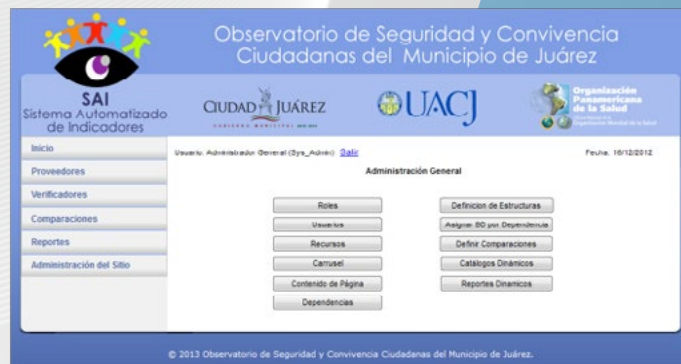 Observatorio de Seguridad y Convivencia
Ciudadanas del Municipio de Juárez
SAI
Sistema Automatizado
de Indicadores
CIUDAD JUÁREZ
UACJ
Organización
Panamericana
de la Salud
Inicio
Proveedores
Verificadores
Comparaciones
Reportes
Administración del Sitio
Usuario: Administrador General (Sys_Admin) Salir
Fecha: 16/12/2012
Administración General
Roles
Usuarios
Recursos
Carrusel
Contenido de Página
Dependencias
Definicion de Estructuras
Asignar BD por Dependencia
Definir Comparaciones
Catálogos Dinámicos
Reportes Dinamicos
© 2013 Observatorio de Seguridad y Convivencia Ciudadanas del Municipio de Juárez.